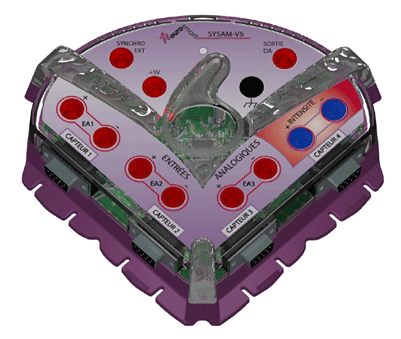 eurosmart
SYSAM-V6
SYNCHRO
EXT
SORTIE
DA
+5V
+ INTENSITÉ -
+
EA1
-
CAPTEUR 1
CAPTEUR 4
ENTRÉES
ANALOGIQUES
+
EA2
-
CAPTEUR 2
+
EA3
-
CAPTEUR 3